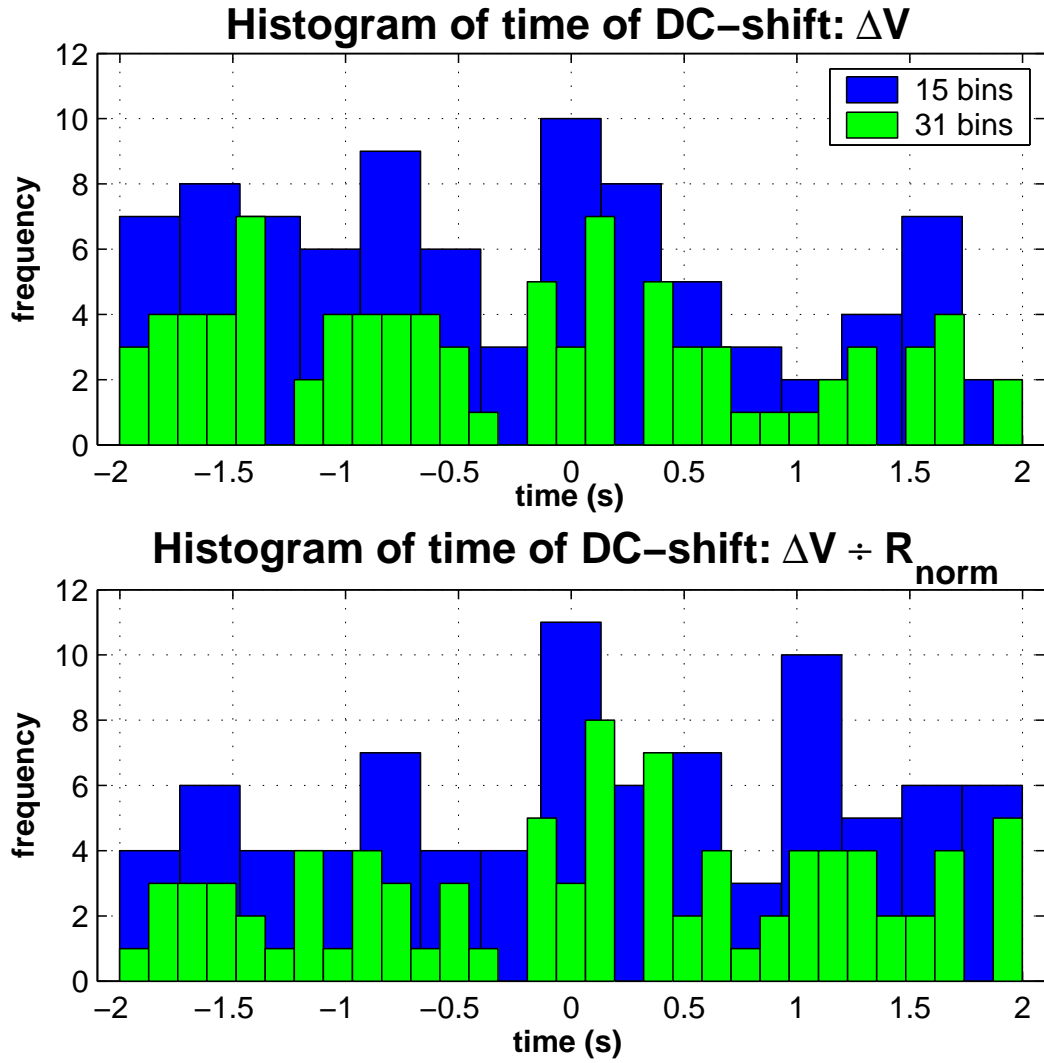 Histogram of time of DC−shift: ΔV
12
10
8
6
4
2
0
frequency
15 bins
31 bins
−2 −1.5 −1 −0.5 0 0.5 1 1.5 2
time (s)
Histogram of time of DC−shift: ΔV ÷ Rnorm
12
10
8
6
4
2
0
frequency
−2 −1.5 −1 −0.5 0 0.5 1 1.5 2
time (s)